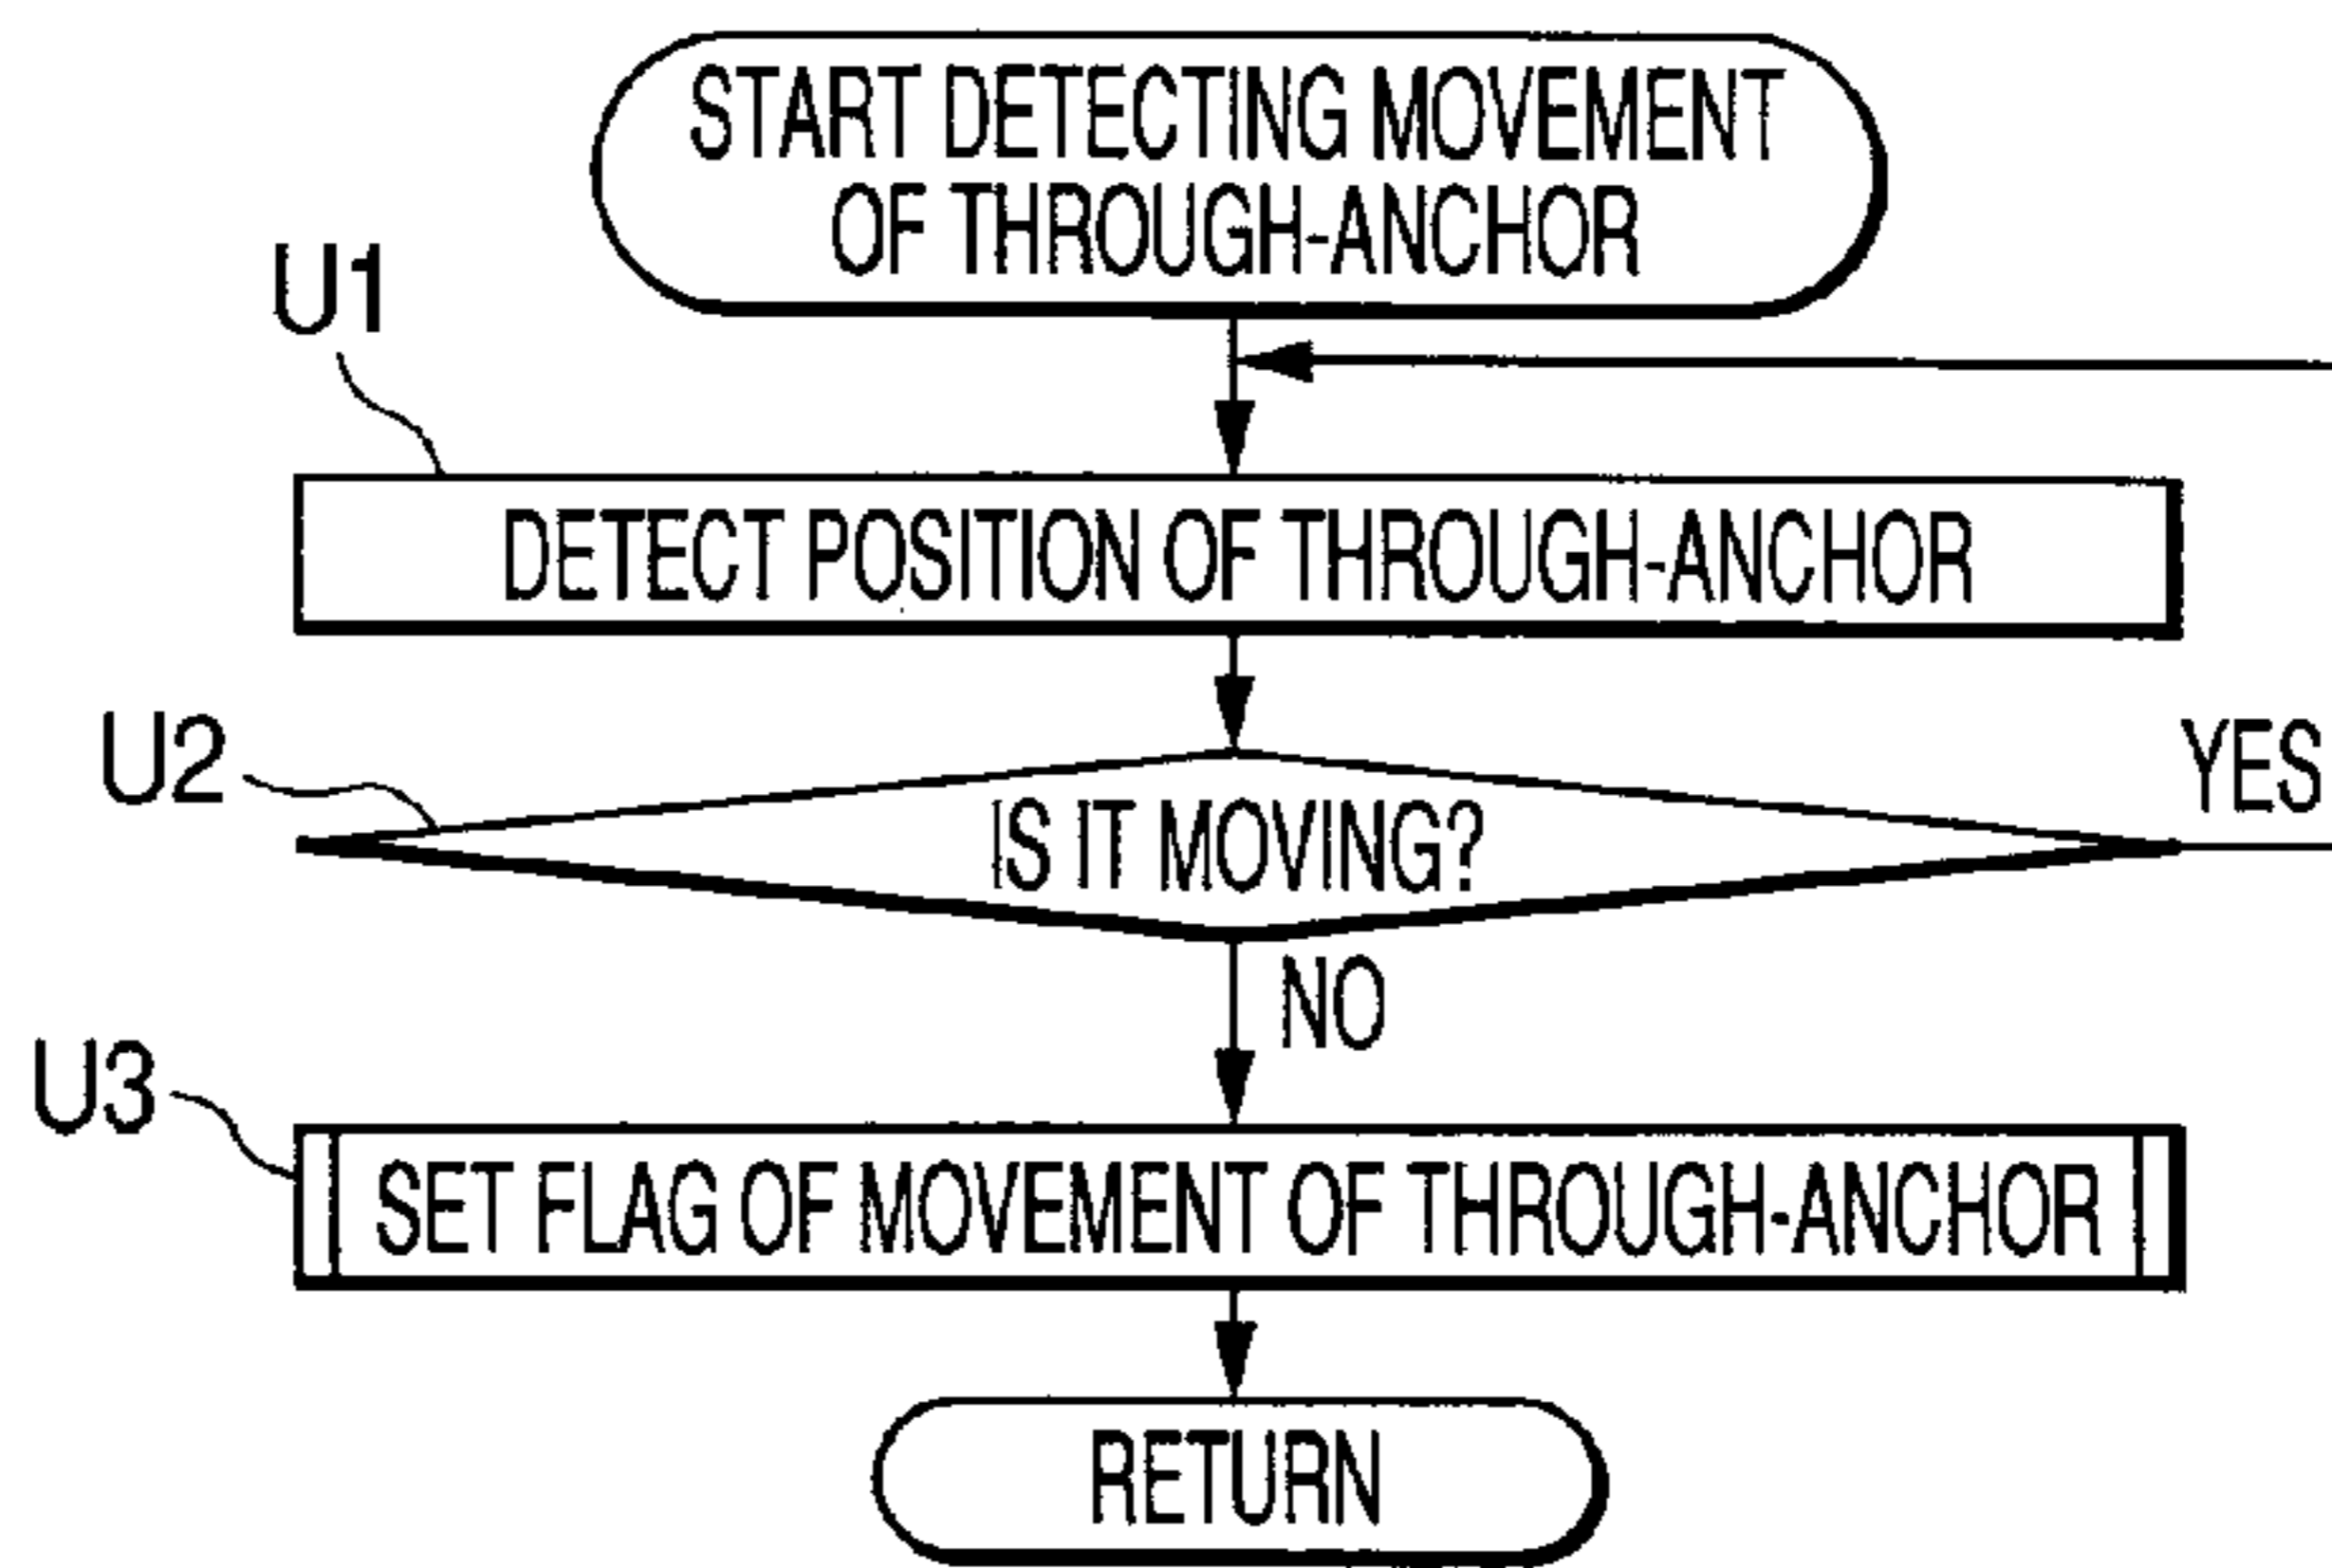 START DETECTING MOVEMENT
OF THROUGH-ANCHOR
U1
DETECT POSITION OF THROUGH-ANCHOR
U2
YES
IS IT MOVING?
NO
U3
SET FLAG OF MOVEMENT OF THROUGH-ANCHOR
RETURN